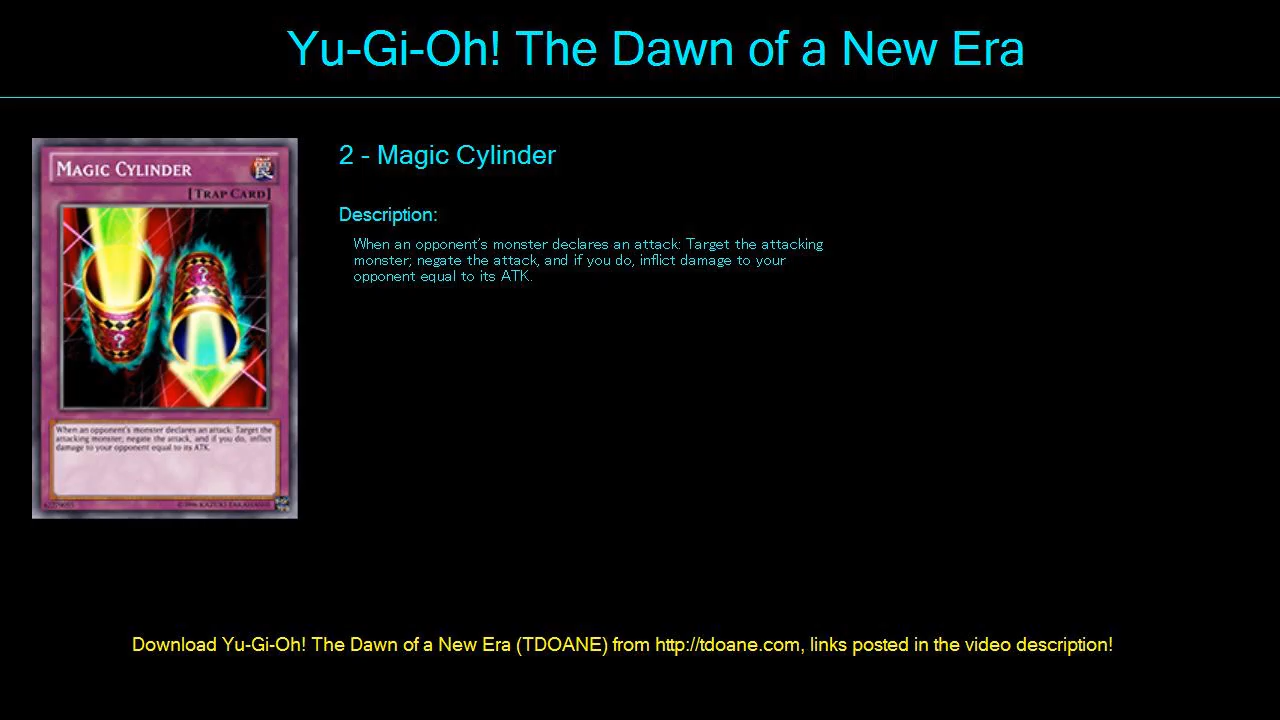 Yu-Gi-Oh! The Dawn of a New Era
MAGIC CYLINDER
罠
[TRAP CARD]
?
?
When an opponent's monster declares an attack: Target the
attacking monster; negate the attack, and if you do, inflict
damage to your opponent equal to its ATK.
©1996 KAZUKI TAKAHASHI
2 - Magic Cylinder
Description:
When an opponent's monster declares an attack: Target the attacking
monster; negate the attack, and if you do, inflict damage to your
opponent equal to its ATK.
Download Yu-Gi-Oh! The Dawn of a New Era (TDOANE) from http://tdoane.com, links posted in the video description!